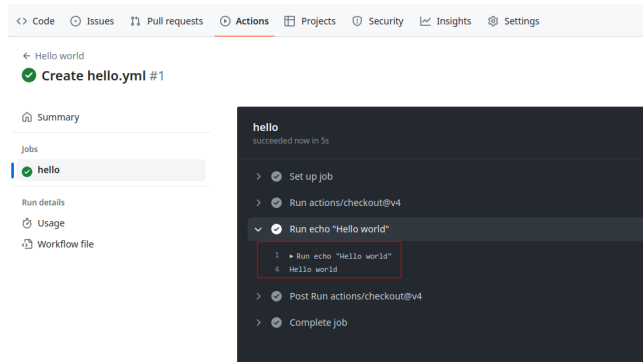 Code Issues Pull requests Actions Projects Security Insights Settings
← Hello world
Create hello.yml #1
Summary
Jobs
hello
Run details
Usage
Workflow file
hello
succeeded now in 5s
Set up job
Run actions/checkout@v4
Run echo "Hello world"
1 ▸ Run echo "Hello world"
4 Hello world
Post Run actions/checkout@v4
Complete job